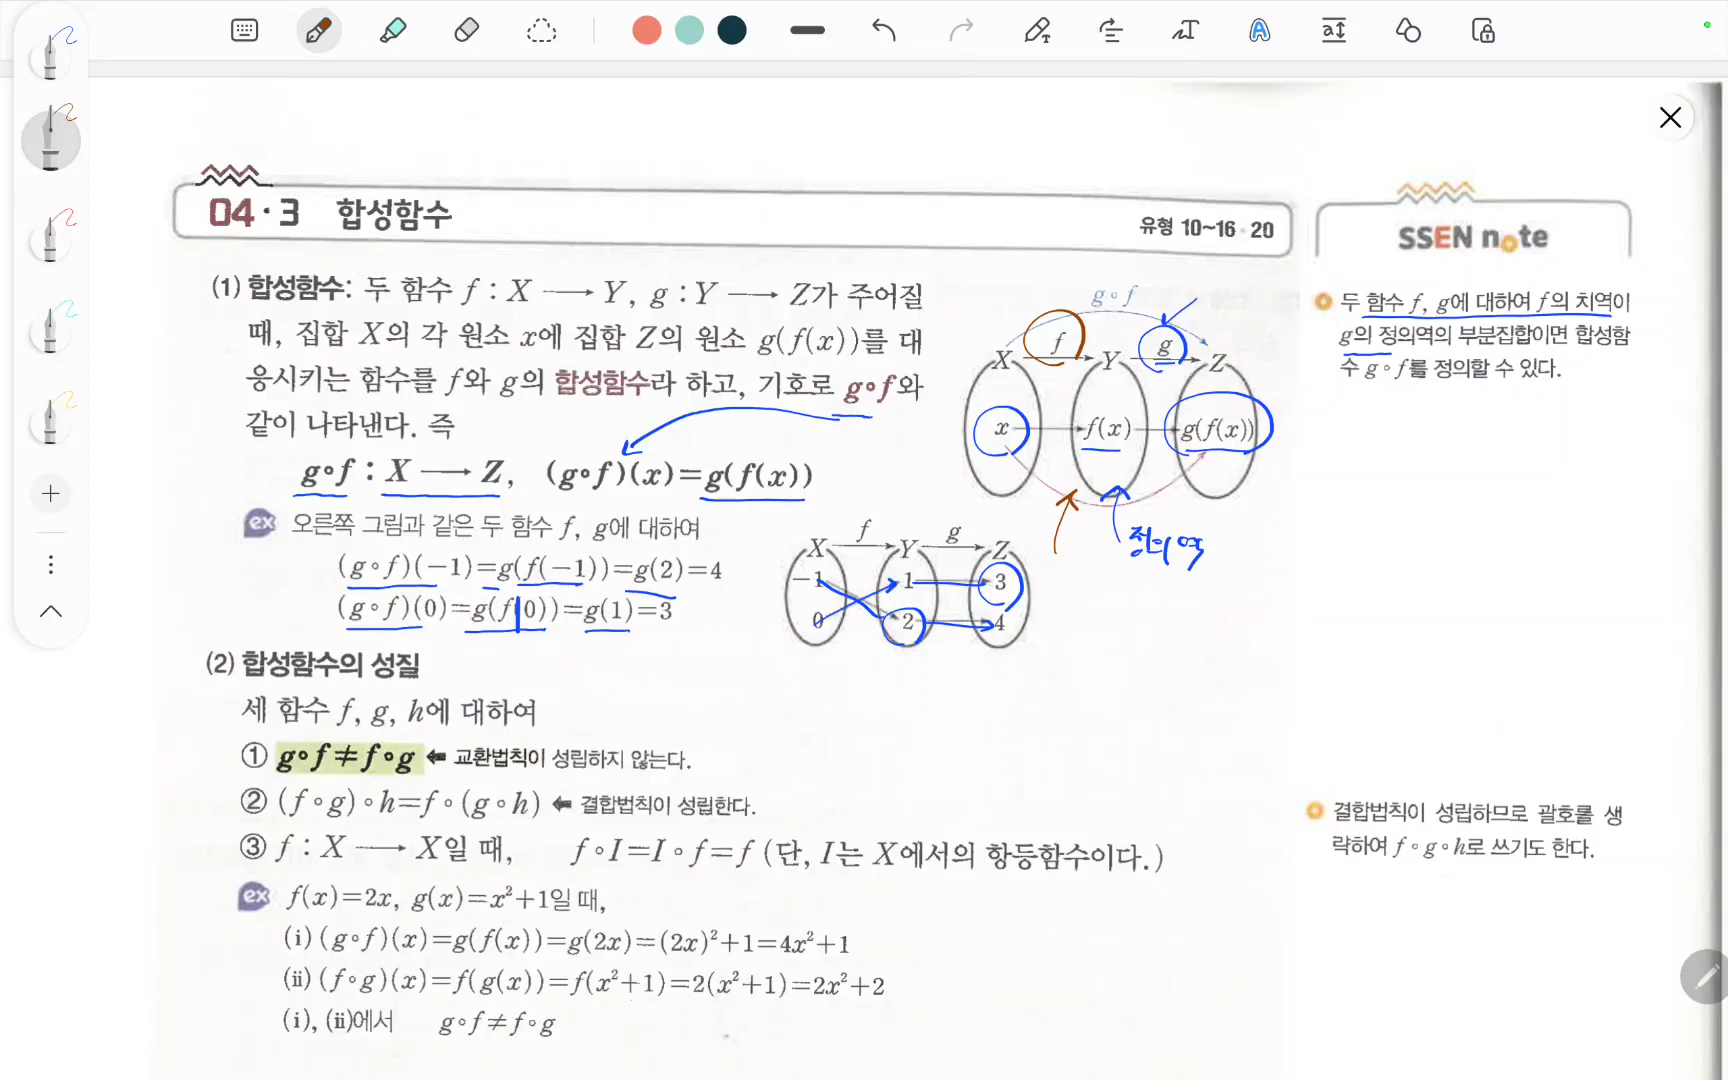 04·3 합성함수
유형 10~16·20
(1) 합성함수: 두 함수 f : X ⟶ Y, g : Y ⟶ Z가 주어질
때, 집합 X의 각 원소 x에 집합 Z의 원소 g(f(x))를 대
응시키는 함수를 f와 g의 합성함수라 하고, 기호로 g∘f와
같이 나타낸다. 즉
g∘f : X ⟶ Z, (g∘f)(x)=g(f(x))
g∘f
X f Y g Z
x f(x) g(f(x))
정의역
ex 오른쪽 그림과 같은 두 함수 f, g에 대하여
(g∘f)(-1)=g(f(-1))=g(2)=4
(g∘f)(0)=g(f(0))=g(1)=3
X f Y g Z
-1 1 3
0 2 4
(2) 합성함수의 성질
세 함수 f, g, h에 대하여
① g∘f≠f∘g ⬅ 교환법칙이 성립하지 않는다.
② (f∘g)∘h=f∘(g∘h) ⬅ 결합법칙이 성립한다.
③ f : X ⟶ X일 때, f∘I=I∘f=f (단, I는 X에서의 항등함수이다.)
ex f(x)=2x, g(x)=x²+1일 때,
(i) (g∘f)(x)=g(f(x))=g(2x)=(2x)²+1=4x²+1
(ii) (f∘g)(x)=f(g(x))=f(x²+1)=2(x²+1)=2x²+2
(i), (ii)에서 g∘f≠f∘g
SSEN note
두 함수 f, g에 대하여 f의 치역이
g의 정의역의 부분집합이면 합성함
수 g∘f를 정의할 수 있다.
결합법칙이 성립하므로 괄호를 생
략하여 f∘g∘h로 쓰기도 한다.